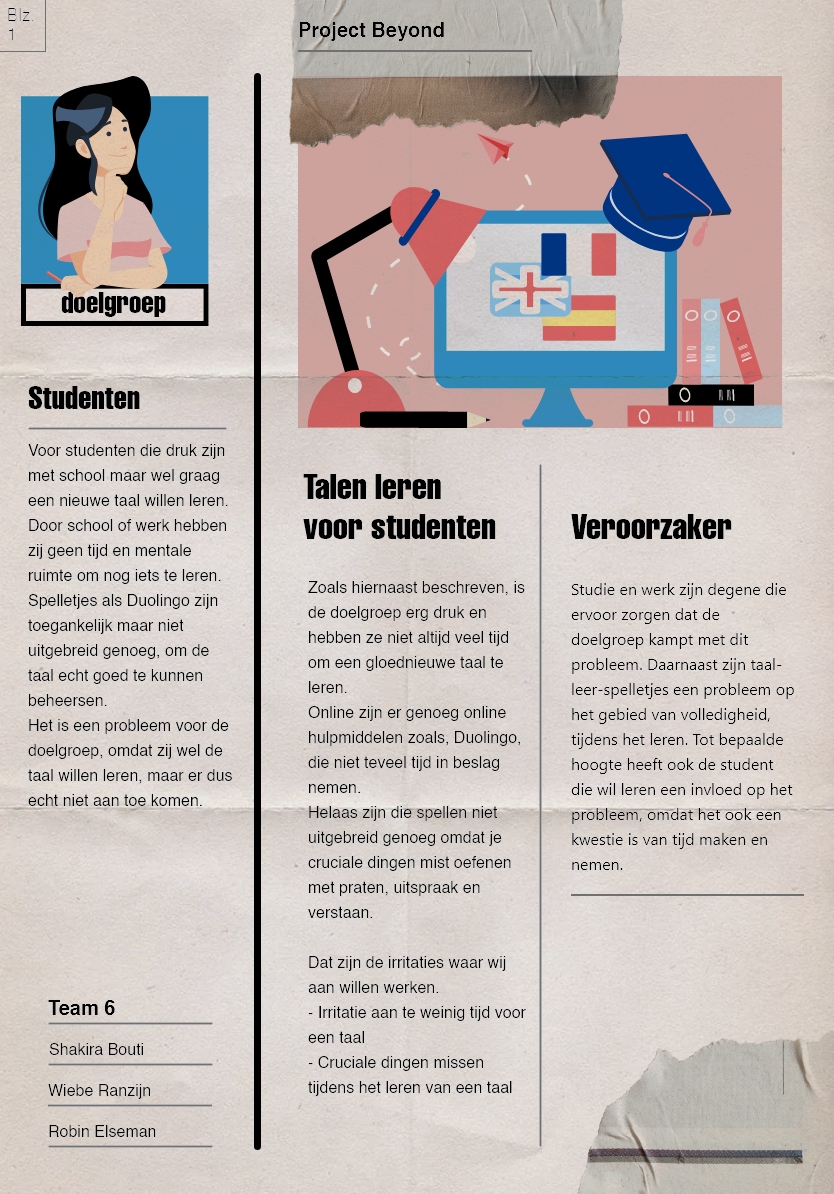 Blz.
1
Project Beyond
doelgroep
Studenten
Voor studenten die druk zijn
met school maar wel graag
een nieuwe taal willen leren.
Door school of werk hebben
zij geen tijd en mentale
ruimte om nog iets te leren.
Spelletjes als Duolingo zijn
toegankelijk maar niet
uitgebreid genoeg, om de
taal echt goed te kunnen
beheersen.
Het is een probleem voor de
doelgroep, omdat zij wel de
taal willen leren, maar er dus
echt niet aan toe komen.
Team 6
Shakira Bouti
Wiebe Ranzijn
Robin Elseman
Talen leren
voor studenten
Zoals hiernaast beschreven, is
de doelgroep erg druk en
hebben ze niet altijd veel tijd
om een gloednieuwe taal te
leren.
Online zijn er genoeg online
hulpmiddelen zoals, Duolingo,
die niet teveel tijd in beslag
nemen.
Helaas zijn die spellen niet
uitgebreid genoeg omdat je
cruciale dingen mist oefenen
met praten, uitspraak en
verstaan.
Dat zijn de irritaties waar wij
aan willen werken.
- Irritatie aan te weinig tijd voor
een taal
- Cruciale dingen missen
tijdens het leren van een taal
Veroorzaker
Studie en werk zijn degene die
ervoor zorgen dat de
doelgroep kampt met dit
probleem. Daarnaast zijn taal-
leer-spelletjes een probleem op
het gebied van volledigheid,
tijdens het leren. Tot bepaalde
hoogte heeft ook de student
die wil leren een invloed op het
probleem, omdat het ook een
kwestie is van tijd maken en
nemen.